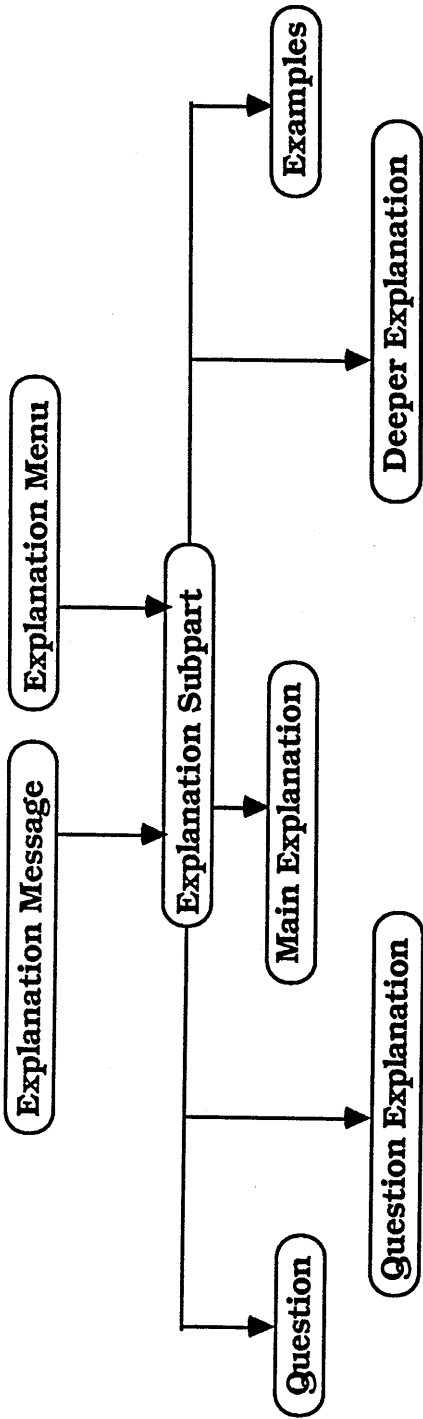 Explanation Message
Explanation Menu
Explanation Subpart
Question
Main Explanation
Examples
Question Explanation
Deeper Explanation